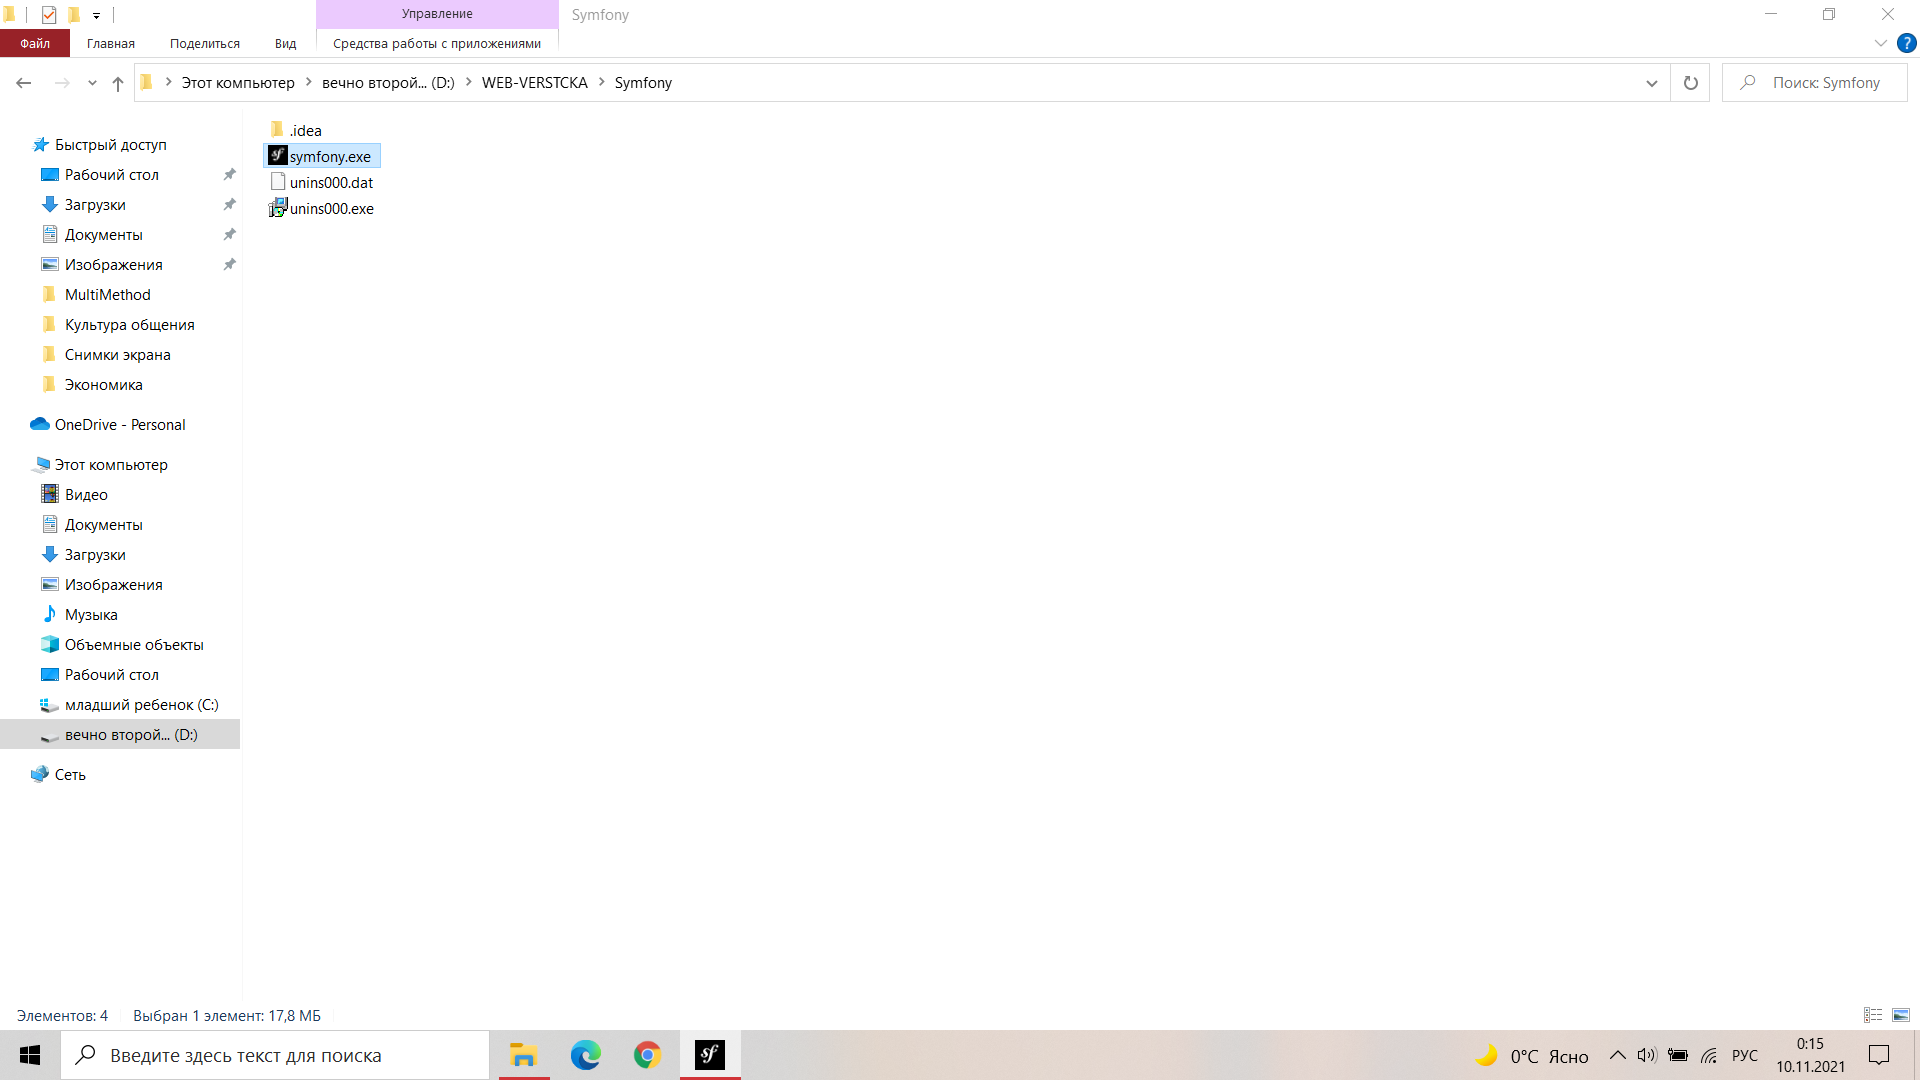 Управление
Symfony
Файл
Главная
Поделиться
Вид
Средства работы с приложениями
?
Этот компьютер
вечно второй... (D:)
WEB-VERSTCKA
Symfony
Поиск: Symfony
Быстрый доступ
Рабочий стол
Загрузки
Документы
Изображения
MultiMethod
Культура общения
Снимки экрана
Экономика
OneDrive - Personal
Этот компьютер
Видео
Документы
Загрузки
Изображения
Музыка
Объемные объекты
Рабочий стол
младший ребенок (C:)
вечно второй... (D:)
Сеть
.idea
symfony.exe
unins000.dat
unins000.exe
Элементов: 4
Выбран 1 элемент: 17,8 МБ
Введите здесь текст для поиска
sf
0°C Ясно
РУС
0:15
10.11.2021